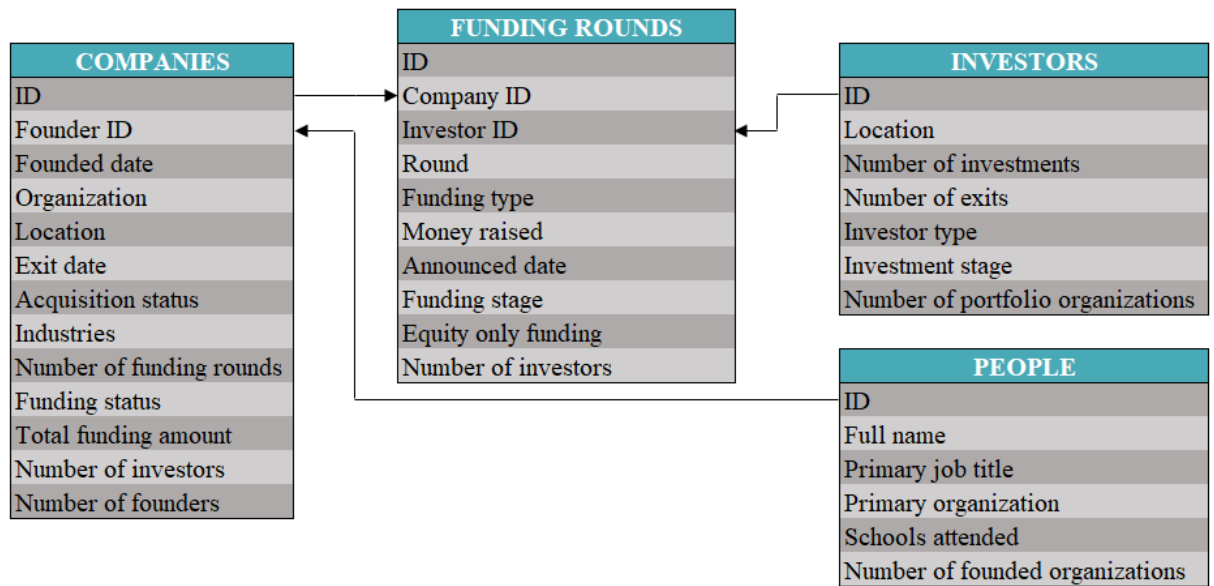 COMPANIES
ID
Founder ID
Founded date
Organization
Location
Exit date
Acquisition status
Industries
Number of funding rounds
Funding status
Total funding amount
Number of investors
Number of founders
FUNDING ROUNDS
ID
Company ID
Investor ID
Round
Funding type
Money raised
Announced date
Funding stage
Equity only funding
Number of investors
INVESTORS
ID
Location
Number of investments
Number of exits
Investor type
Investment stage
Number of portfolio organizations
PEOPLE
ID
Full name
Primary job title
Primary organization
Schools attended
Number of founded organizations